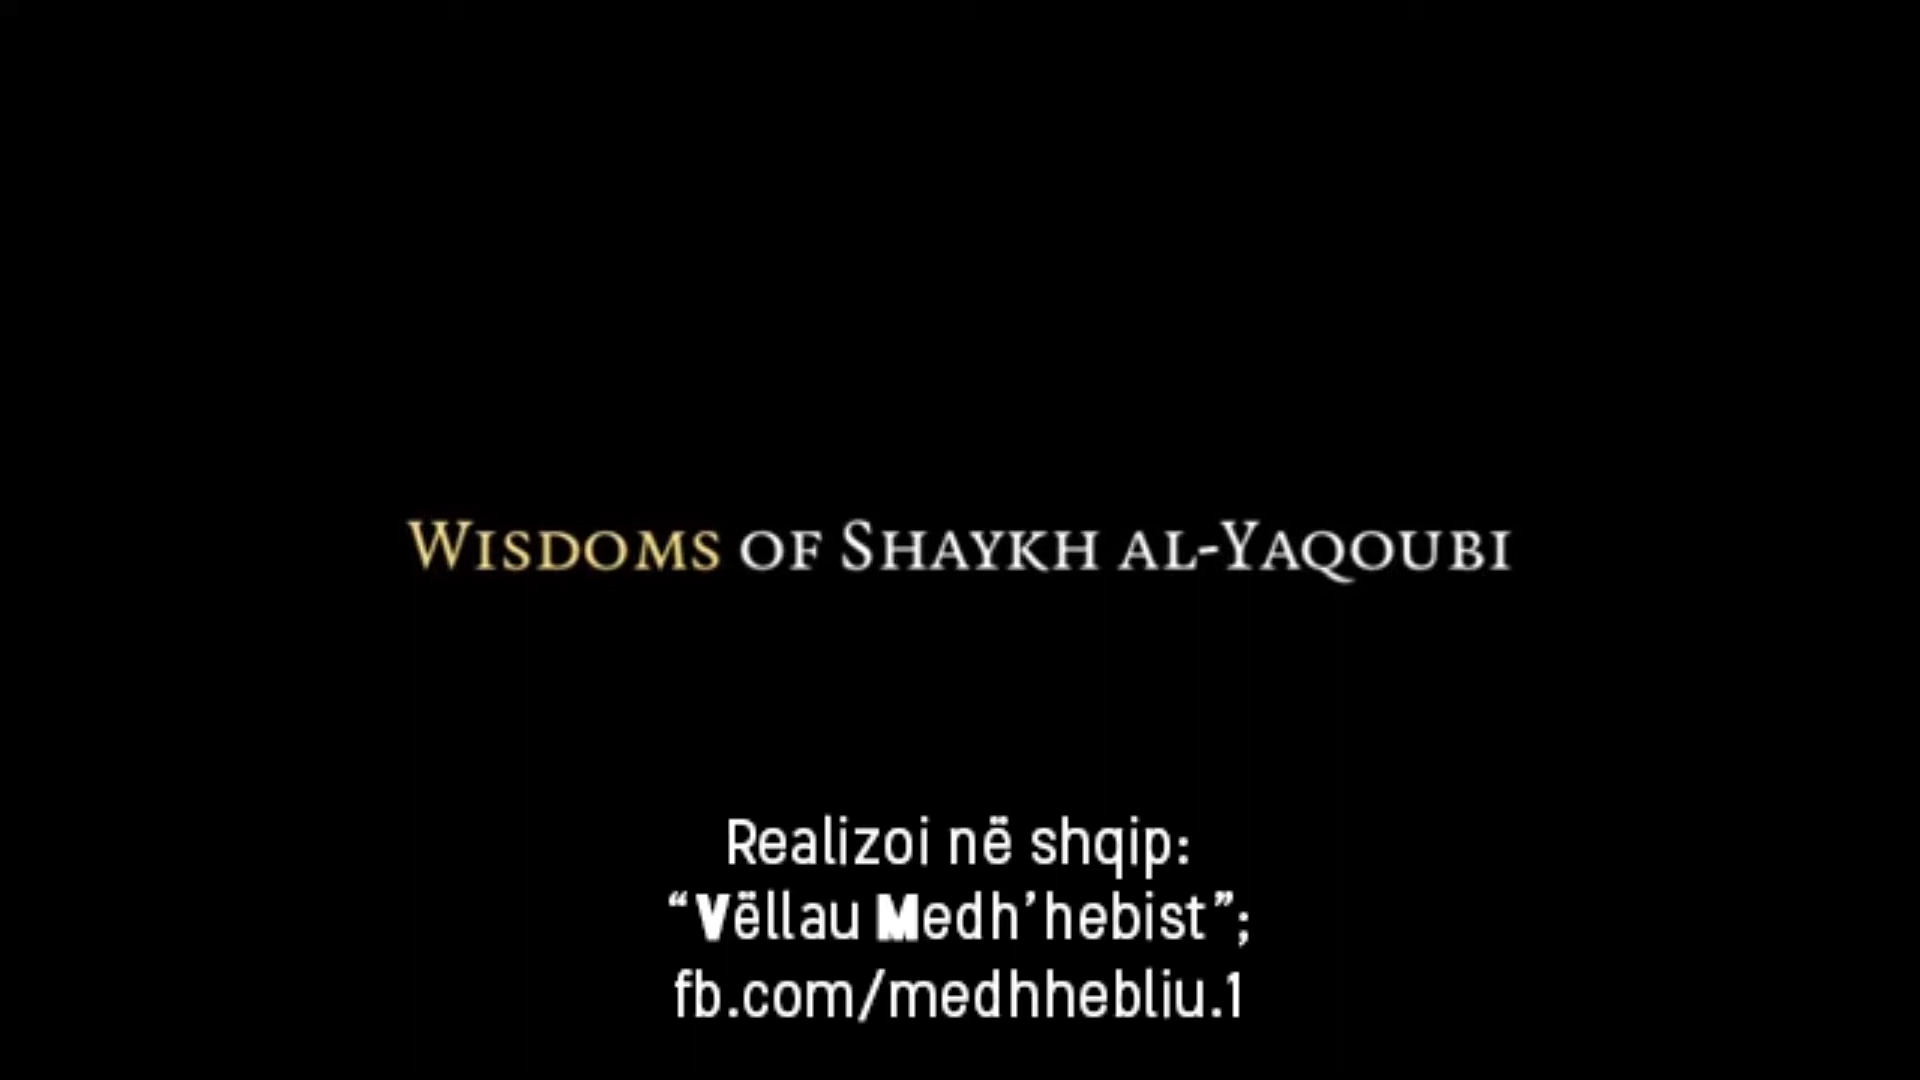 Wisdoms of Shaykh al-Yaqoubi
Realizoi në shqip:
“Vëllau Medh’hebist”;
fb.com/medhhebliu.1